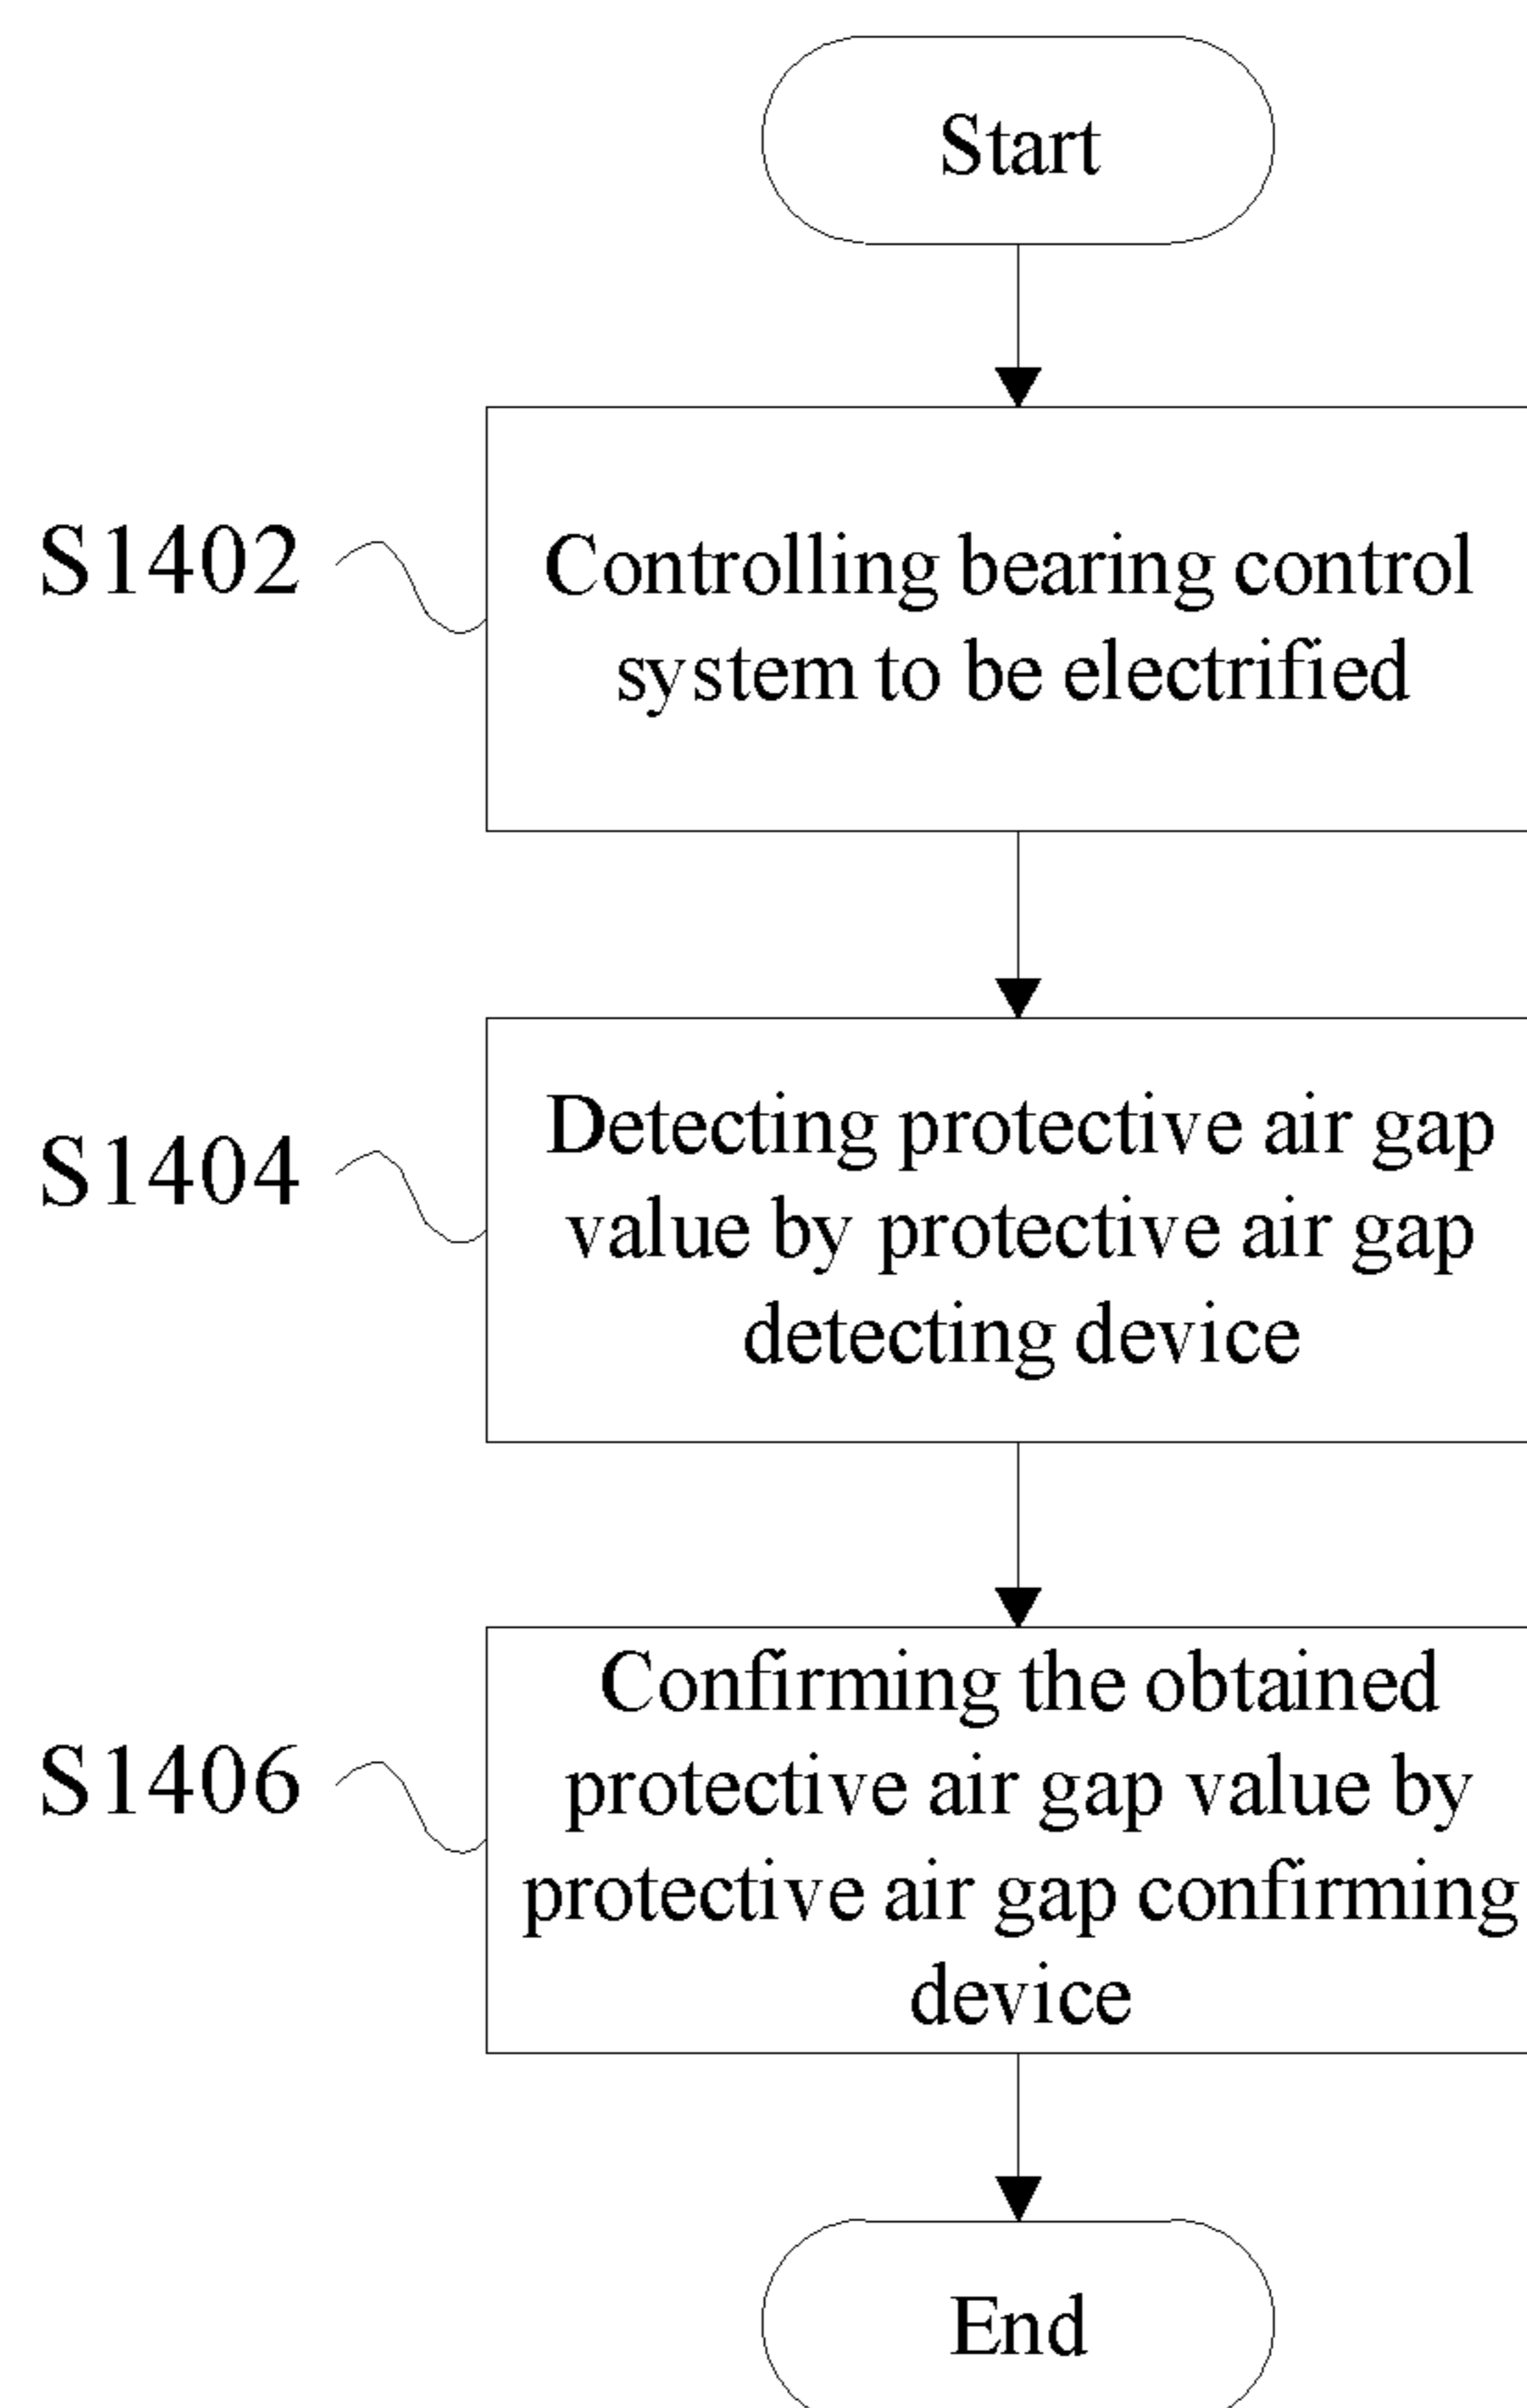 Start
S1402
Controlling bearing control
system to be electrified
S1404
Detecting protective air gap
value by protective air gap
detecting device
S1406
Confirming the obtained
protective air gap value by
protective air gap confirming
device
End